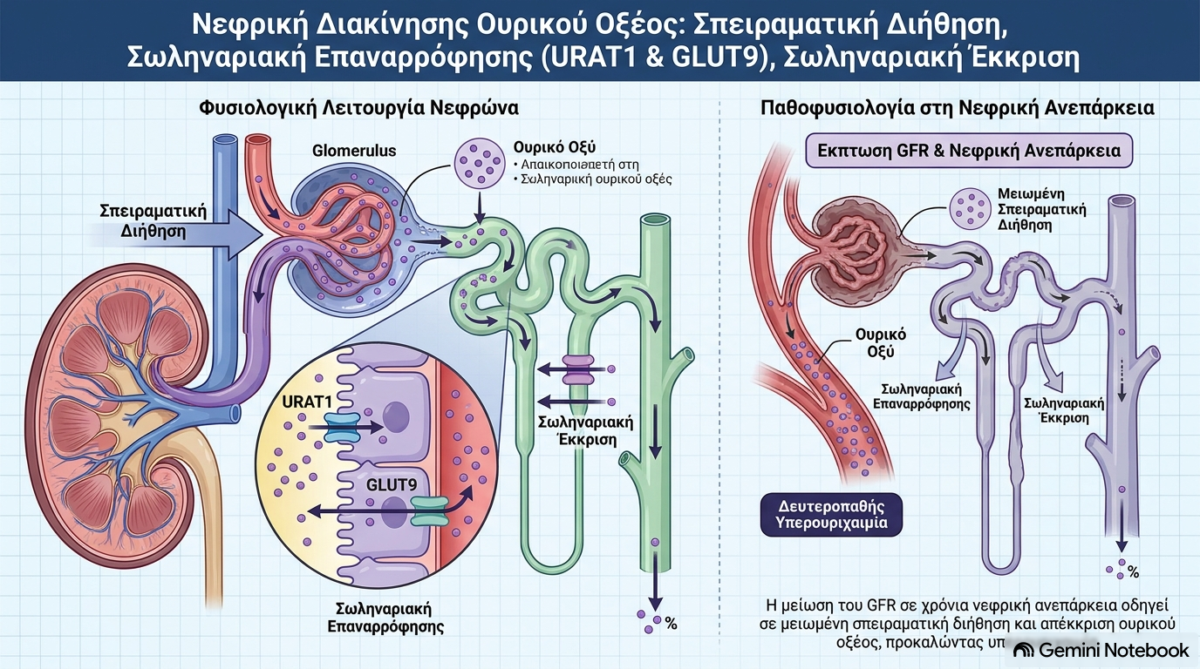 Νεφρική Διακίνησης Ουρικού Οξέος: Σπειραματική Διήθηση,
Σωληναριακή Επαναρρόφησης (URAT1 & GLUT9), Σωληναριακή Έκκριση
Φυσιολογική Λειτουργία Νεφρώνα
Glomerulus
Ουρικό Οξύ
• στη
• ουρικού οξές
Σπειραματική
Διήθηση
URAT1
GLUT9
Σωληναριακή
Έκκριση
Σωληναριακή
Επαναρρόφησης
%
Παθοφυσιολογία στη Νεφρική Ανεπάρκεια
Εκπτωση GFR & Νεφρική Ανεπάρκεια
Μειωμένη
Σπειραματική
Διήθηση
Ουρικό
Οξύ
Σωληναριακή
Επαναρρόφησης
Σωληναριακή
Έκκριση
Δευτεροπαθής
Υπερουριχαιμία
%
Η μείωση του GFR σε χρόνια νεφρική ανεπάρκεια οδηγεί
σε μειωμένη σπειραματική διήθηση και απέκκριση ουρικού
οξέος, προκαλώντας
Gemini Notebook